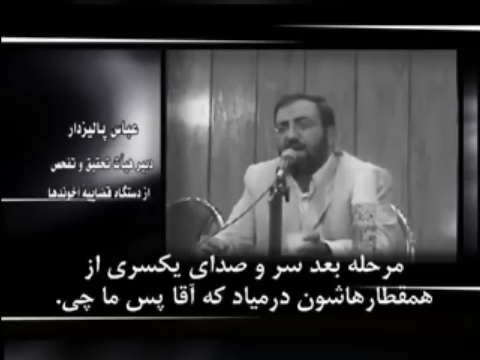 عباس پالیزدار
دبیر هیأت تحقیق و تفحص
از دستگاه قضاییه آخوندها
مرحله بعد سر و صدای یکسری از
همقطارهاشون درمیاد که آقا پس ما چی.